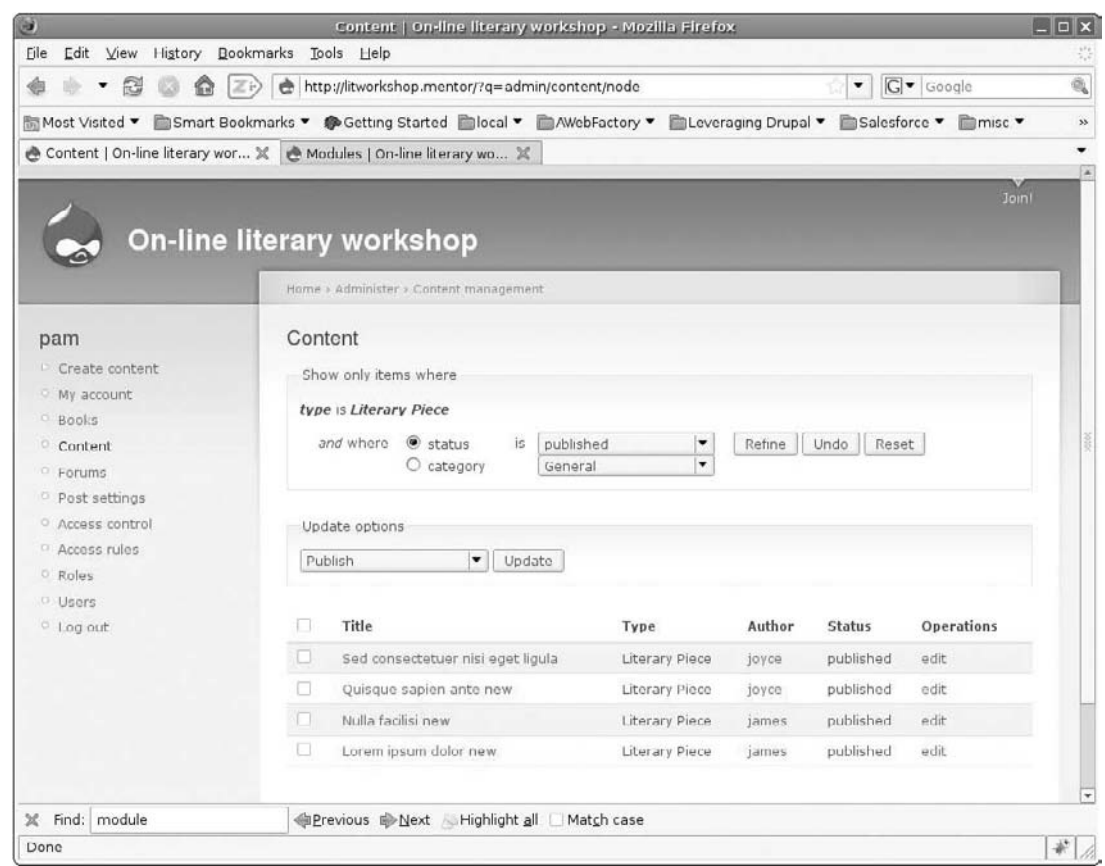 Content | On-line literary workshop - Mozilla Firefox
File Edit View History Bookmarks Tools Help
http://litworkshop.mentor/?q=admin/content/node G Google
Most Visited Smart Bookmarks Getting Started local AWebFactory Leveraging Drupal Salesforce misc »
Content | On-line literary wor... Modules | On-line literary wo...
Join!
On-line literary workshop
Home › Administer › Content management
pam
Create content
My account
Books
Content
Forums
Post settings
Access control
Access rules
Roles
Users
Log out
Content
Show only items where
type is Literary Piece
and where status is published Refine Undo Reset
category General
Update options
Publish Update
Title Type Author Status Operations
Sed consectetuer nisi eget ligula Literary Piece joyce published edit
Quisque sapien ante new Literary Piece joyce published edit
Nulla facilisi new Literary Piece james published edit
Lorem ipsum dolor new Literary Piece james published edit
Find: module Previous Next Highlight all Match case
Done